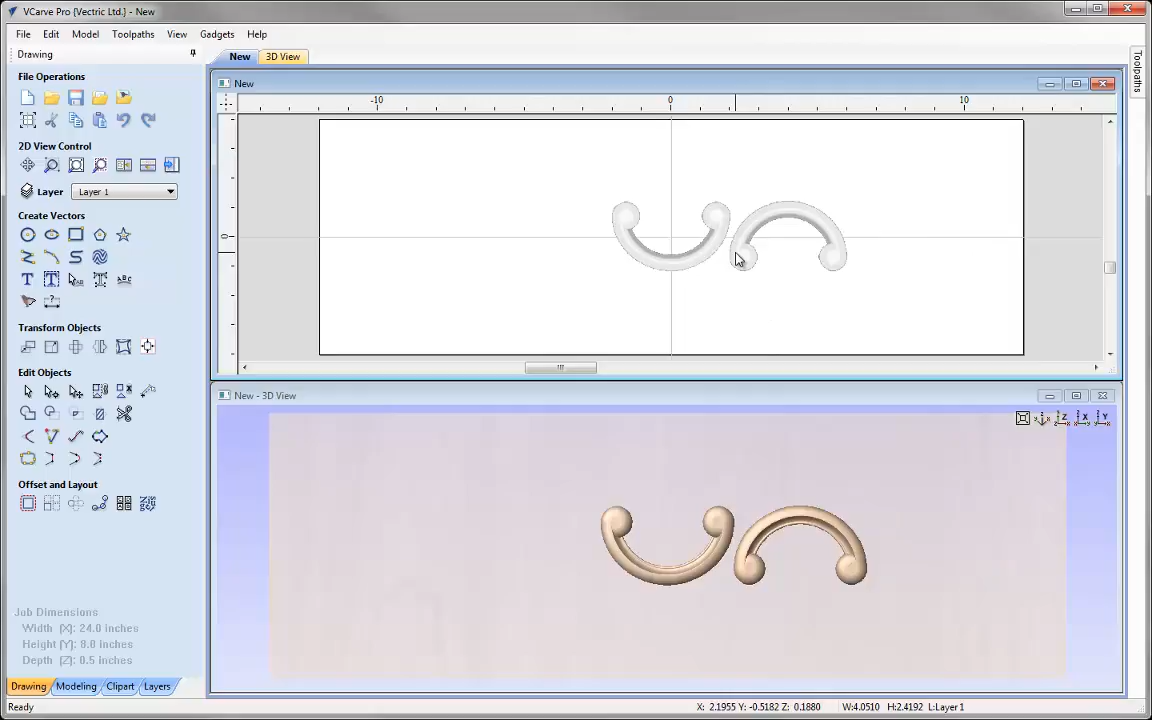 VCarve Pro {Vectric Ltd.} - New
File Edit Model Toolpaths View Gadgets Help
Drawing
New 3D View
File Operations
New
-10 0 10
0
2D View Control
Layer Layer 1
Create Vectors
Transform Objects
Edit Objects
New - 3D View
Z X Y
Offset and Layout
Job Dimensions
Width (X): 24.0 inches
Height (Y): 8.0 inches
Depth (Z): 0.5 inches
Drawing Modeling Clipart Layers
Ready
X: 2.1955 Y: -0.5182 Z: 0.1880
W:4.0510 H:2.4192 L:Layer 1
Toolpaths